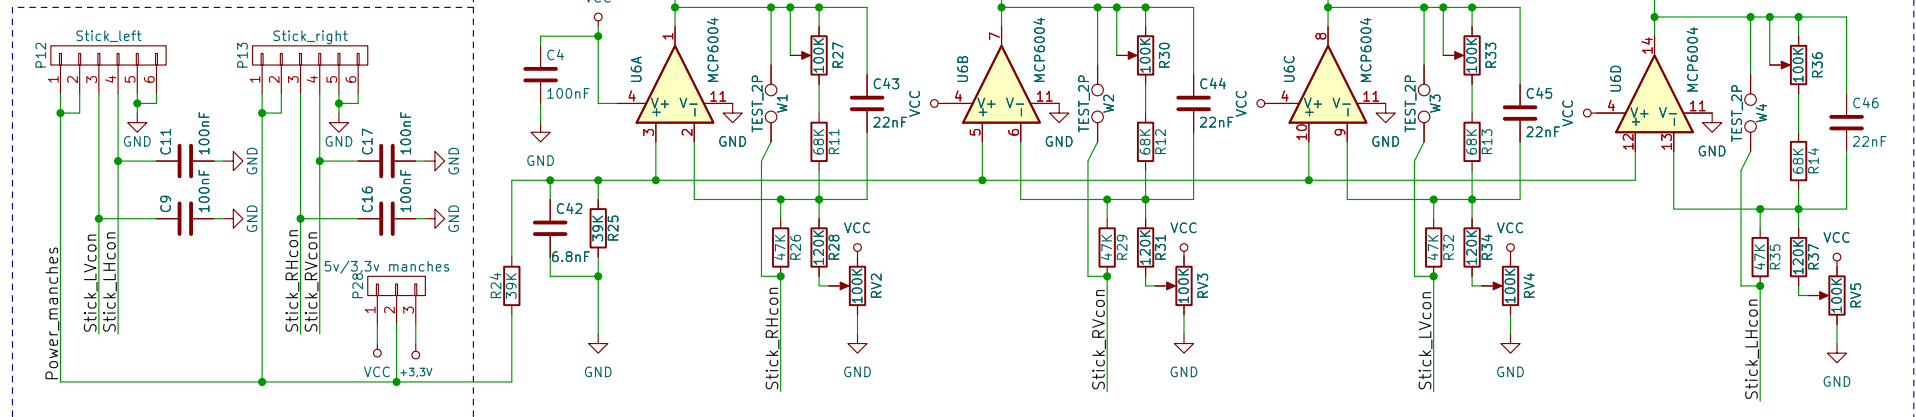 Stick_left
P12
1
2
3
4
5
6
GND
C11
100nF
GND
C9
100nF
GND
Power_manches
Stick_LVcon
Stick_LHcon
Stick_right
P13
1
2
3
4
5
6
GND
C17
100nF
GND
C16
100nF
GND
Stick_RHcon
Stick_RVcon
5v/3,3v manches
P28
1
2
3
VCC
+3,3V
C4
100nF
GND
U6A
MCP6004
1
4
V+
V-
11
+
-
3
2
GND
TEST_2P
W1
100K
R27
68K
R11
C43
22nF
C42
6.8nF
39K
R25
R24
39K
GND
47K
R26
120K
R28
VCC
100K
RV2
GND
Stick_RHcon
VCC
U6B
MCP6004
7
4
V+
V-
11
+
-
5
6
GND
TEST_2P
W2
100K
R30
68K
R12
C44
22nF
47K
R29
120K
R31
VCC
100K
RV3
GND
Stick_RVcon
VCC
U6C
MCP6004
8
4
V+
V-
11
+
-
10
9
GND
TEST_2P
W3
100K
R33
68K
R13
C45
22nF
47K
R32
120K
R34
VCC
100K
RV4
GND
Stick_LVcon
VCC
U6D
MCP6004
14
4
V+
V-
11
+
-
12
13
GND
TEST_2P
W4
100K
R36
68K
R14
C46
22nF
47K
R35
120K
R37
VCC
100K
RV5
GND
Stick_LHcon